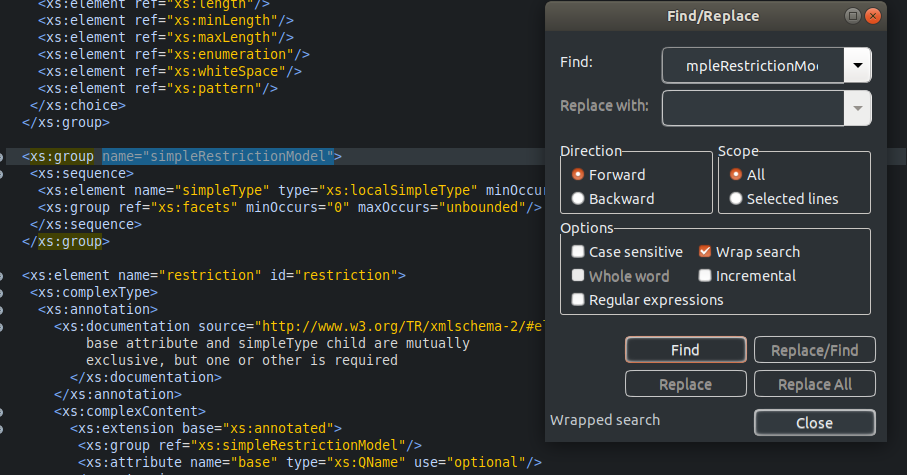 <xs:element ref="xs:length"/>
<xs:element ref="xs:minLength"/>
<xs:element ref="xs:maxLength"/>
<xs:element ref="xs:enumeration"/>
<xs:element ref="xs:whiteSpace"/>
<xs:element ref="xs:pattern"/>
</xs:choice>
</xs:group>
<xs:group name="simpleRestrictionModel">
<xs:sequence>
<xs:element name="simpleType" type="xs:localSimpleType" minOccu
<xs:group ref="xs:facets" minOccurs="0" maxOccurs="unbounded"/>
</xs:sequence>
</xs:group>
<xs:element name="restriction" id="restriction">
<xs:complexType>
<xs:annotation>
<xs:documentation source="http://www.w3.org/TR/xmlschema-2/#el
base attribute and simpleType child are mutually
exclusive, but one or other is required
</xs:documentation>
</xs:annotation>
<xs:complexContent>
<xs:extension base="xs:annotated">
<xs:group ref="xs:simpleRestrictionModel"/>
<xs:attribute name="base" type="xs:QName" use="optional"/>
Find/Replace
Find:
mpleRestrictionMod
Replace with:
Direction
Forward
Backward
Scope
All
Selected lines
Options
Case sensitive
Wrap search
Whole word
Incremental
Regular expressions
Find
Replace/Find
Replace
Replace All
Wrapped search
Close